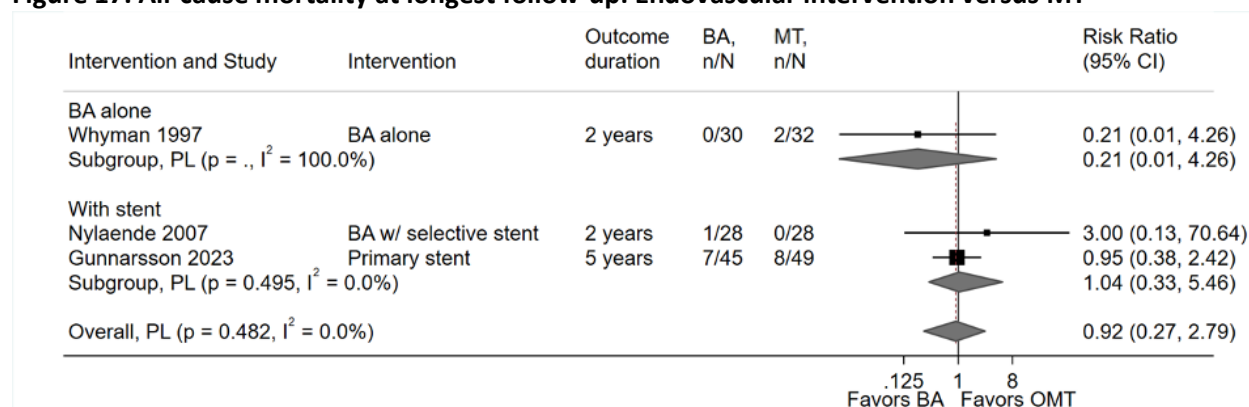 Figure 17. All-cause mortality at longest follow-up: Endovascular intervention versus MT
Intervention and Study Intervention Outcome duration BA, n/N MT, n/N Risk Ratio (95% CI)
BA alone
Whyman 1997 BA alone 2 years 0/30 2/32 0.21 (0.01, 4.26)
Subgroup, PL (p = ., I² = 100.0%) 0.21 (0.01, 4.26)
With stent
Nylaende 2007 BA w/ selective stent 2 years 1/28 0/28 3.00 (0.13, 70.64)
Gunnarsson 2023 Primary stent 5 years 7/45 8/49 0.95 (0.38, 2.42)
Subgroup, PL (p = 0.495, I² = 0.0%) 1.04 (0.33, 5.46)
Overall, PL (p = 0.482, I² = 0.0%) 0.92 (0.27, 2.79)
.125 1 8
Favors BA Favors OMT